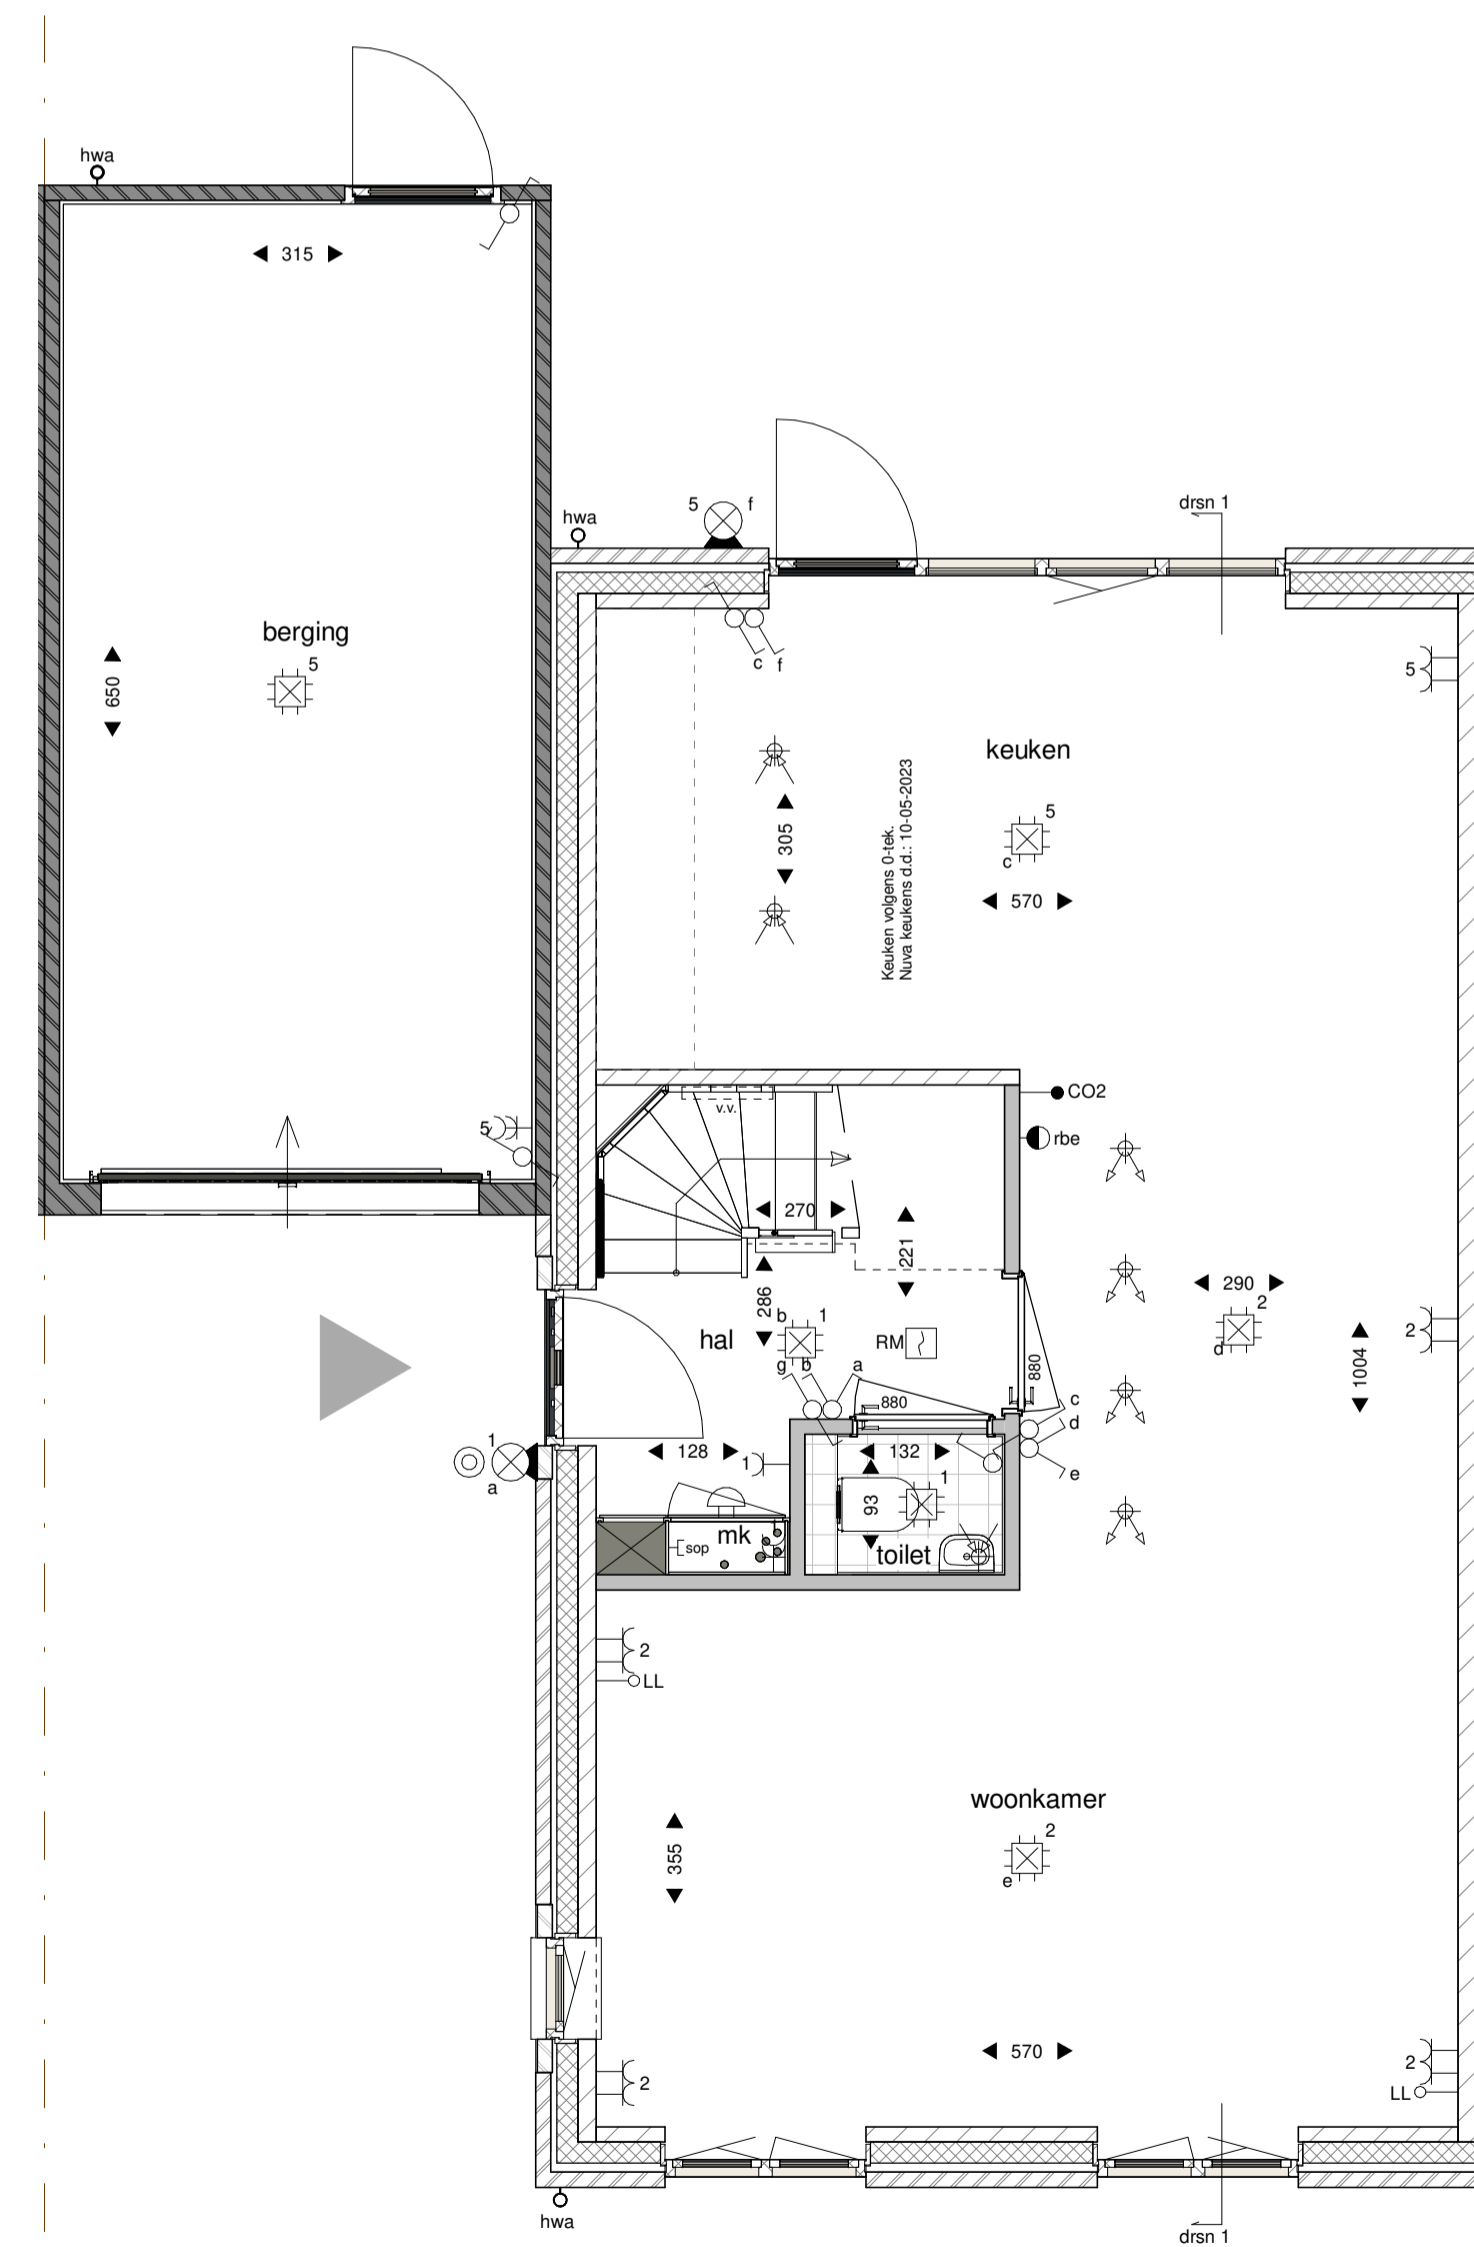 hwa
315
hwa
5 f
drsn 1
berging
5
650
c f
5
keuken
5
c
305
570
Keuken volgens 0-tek.
Nuva keukens d.d.: 10-05-2023
CO2
v.v.
5
rbe
270
221
286
290
2
d
b 1
hal
RM
2
1004
g b a
880
880
c
d
e
1
a
128
1
132
1
93
mk
sop
toilet
2
LL
woonkamer
2
e
355
570
2
2
LL
hwa
drsn 1